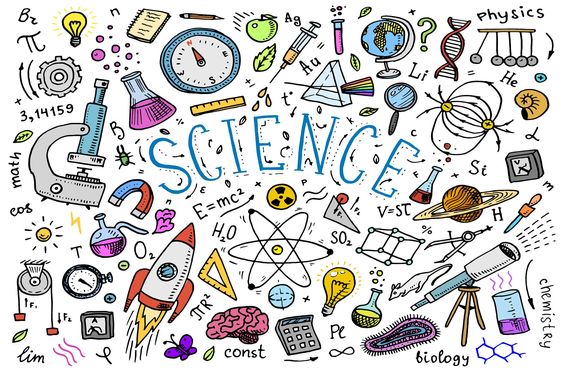 Br
n
Ag
?
physics
π
Au
Li
He
+
3,14159
t°
c
B
SCIENCE
α
math
Si
E=mc²
P
cos
H₂O
V=ST
H
T
O₂
SO₂
%
F₁
F₂
πR²
chemistry
lim
φ
const
Pl
∞
biology